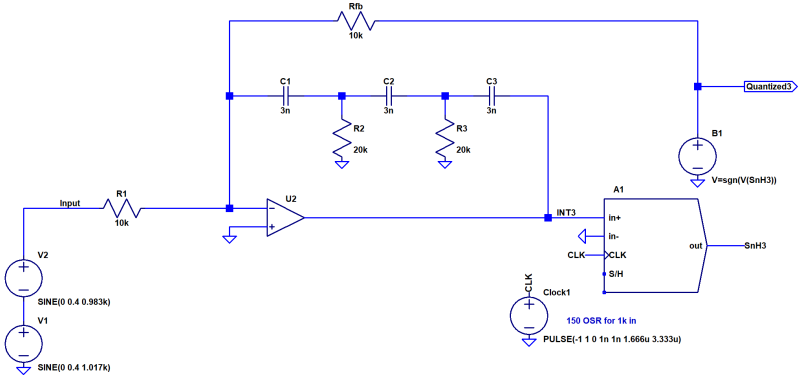 Rfb
10k
Quantized3
C1
C2
C3
3n
3n
3n
R2
20k
R3
20k
B1
V=sgn(V(SnH3))
Input
R1
10k
U2
INT3
A1
in+
in-
CLK
CLK
S/H
out
SnH3
V2
SINE(0 0.4 0.983k)
V1
SINE(0 0.4 1.017k)
CLK
Clock1
150 OSR for 1k in
PULSE(-1 1 0 1n 1n 1.666u 3.333u)